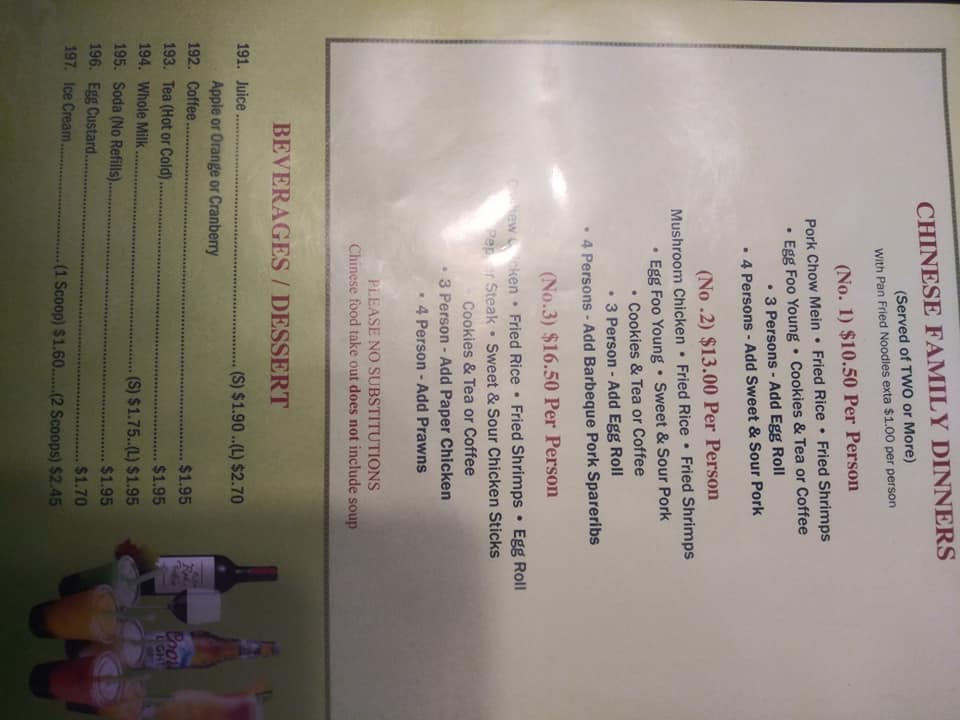 CHINESE FAMILY DINNERS
(Served of TWO or More)
With Pan Fried Noodles exta $1.00 per person
(No. 1) $10.50 Per Person
Pork Chow Mein • Fried Rice • Fried Shrimps
• Egg Foo Young • Cookies & Tea or Coffee
• 3 Persons - Add Egg Roll
• 4 Persons - Add Sweet & Sour Pork
(No .2) $13.00 Per Person
Mushroom Chicken • Fried Rice • Fried Shrimps
• Egg Foo Young • Sweet & Sour Pork
• Cookies & Tea or Coffee
• 3 Person - Add Egg Roll
• 4 Persons - Add Barbeque Pork Spareribs
(No.3) $16.50 Per Person
Cashew Chicken • Fried Rice • Fried Shrimps • Egg Roll
Pepper Steak • Sweet & Sour Chicken Sticks
Cookies & Tea or Coffee
• 3 Person - Add Paper Chicken
• 4 Person - Add Prawns
PLEASE NO SUBSTITUTIONS
Chinese food take out does not include soup
BEVERAGES / DESSERT
191. Juice ........................................ (S) $1.90 ..(L) $2.70
Apple or Orange or Cranberry
192. Coffee ........................................ $1.95
193. Tea (Hot or Cold) ........................................ $1.95
194. Whole Milk ........................................ (S) $1.75..(L) $1.95
195. Soda (No Refills) ........................................ $1.95
196. Egg Custard ........................................ $1.70
197. Ice Cream .................... (1 Scoop) $1.60 .....(2 Scoops) $2.45